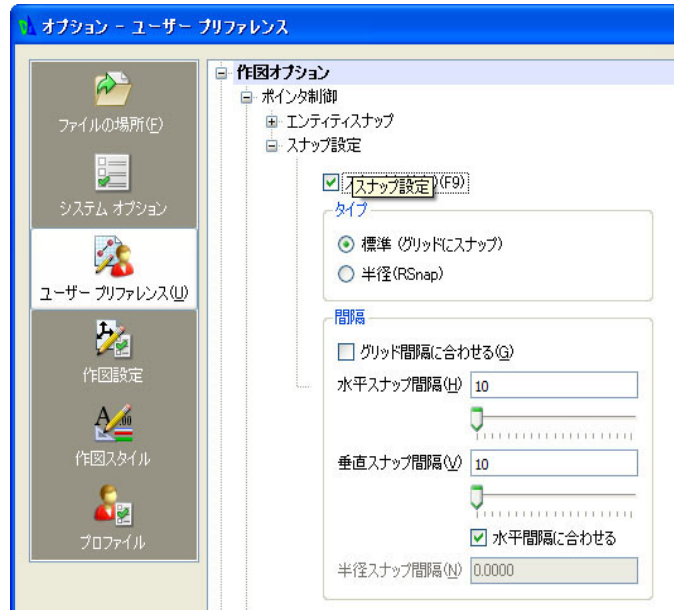 オプション - ユーザー プリファレンス
ファイルの場所(F)
システム オプション
ユーザー プリファレンス(U)
作図設定
作図スタイル
プロファイル
作図オプション
ポインタ制御
エンティティスナップ
スナップ設定
スナップ設定 (F9)
タイプ
標準 (グリッドにスナップ)
半径(RSnap)
間隔
グリッド間隔に合わせる(G)
水平スナップ間隔(H) 10
垂直スナップ間隔(V) 10
水平間隔に合わせる
半径スナップ間隔(N) 0.0000